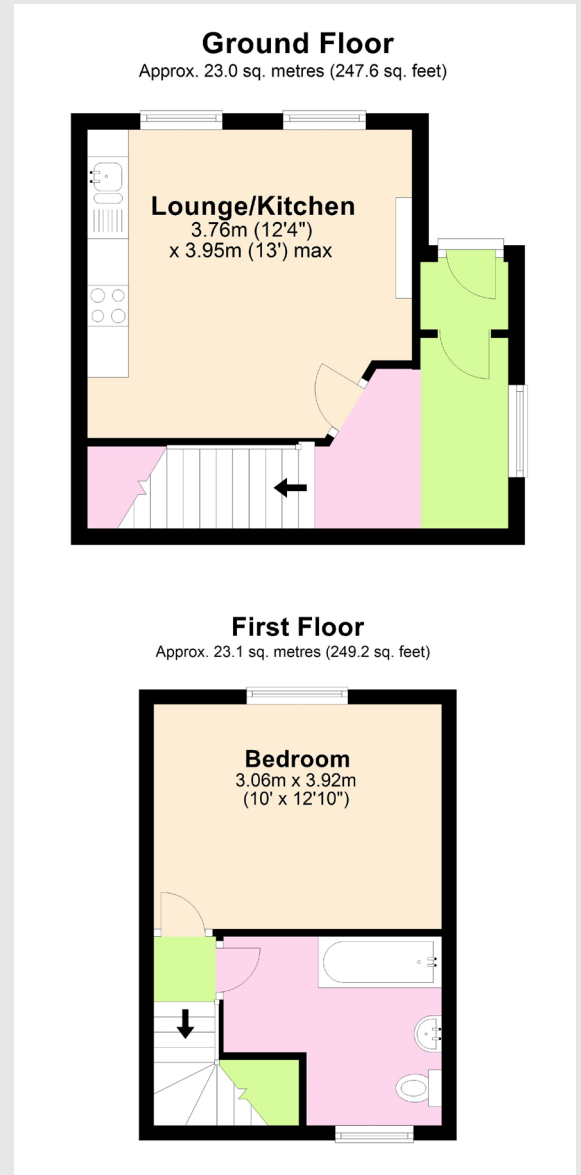 Ground Floor
Approx. 23.0 sq. metres (247.6 sq. feet)
Lounge/Kitchen
3.76m (12'4")
x 3.95m (13') max
First Floor
Approx. 23.1 sq. metres (249.2 sq. feet)
Bedroom
3.06m x 3.92m
(10' x 12'10")